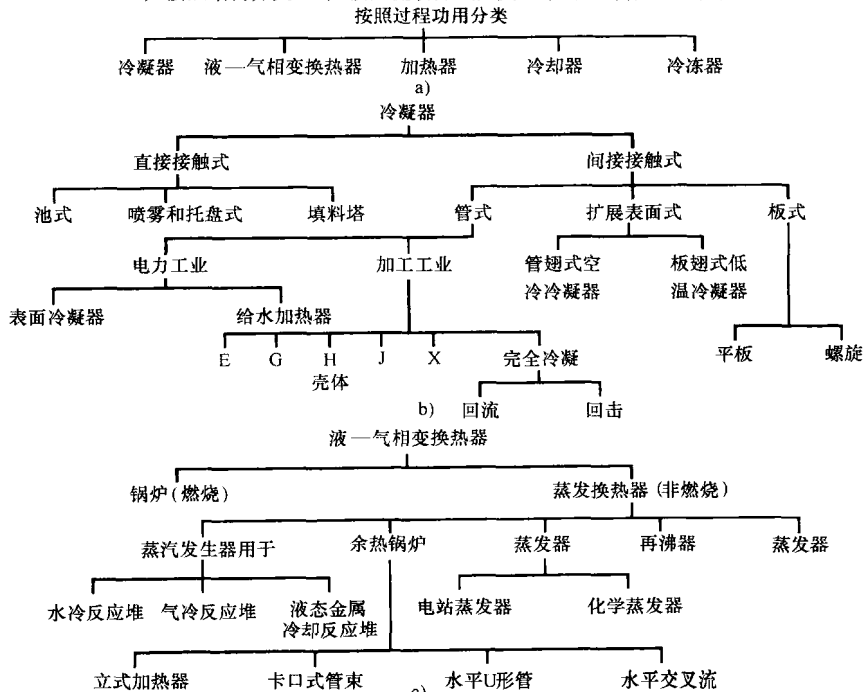 按照过程功用分类
冷凝器 液—气相变换热器 加热器 冷却器 冷冻器
a)
冷凝器
直接接触式 间接接触式
池式 喷雾和托盘式 填料塔 管式 扩展表面式 板式
电力工业 加工工业 管翅式空 板翅式低
冷冷凝器 温冷凝器
表面冷凝器 给水加热器
E G H J X 完全冷凝 平板 螺旋
壳体
b) 回流 回击
液—气相变换热器
锅炉(燃烧) 蒸发换热器(非燃烧)
蒸汽发生器用于 余热锅炉 蒸发器 再沸器 蒸发器
水冷反应堆 气冷反应堆 液态金属 电站蒸发器 化学蒸发器
冷却反应堆
立式加热器 卡口式管束 水平U形管 水平交叉流
c)